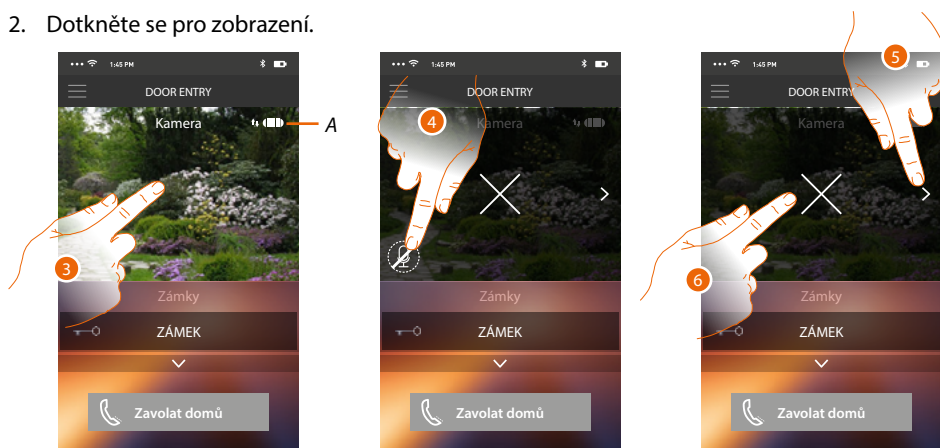 2. Dotkněte se pro zobrazení.
1:45 PM
DOOR ENTRY
Kamera
A
3
Zámky
ZÁMEK
Zavolat domů
1:45 PM
DOOR ENTRY
Kamera
4
Zámky
ZÁMEK
Zavolat domů
1:45 PM
5
DOOR ENTRY
Kamera
6
Zámky
ZÁMEK
Zavolat domů